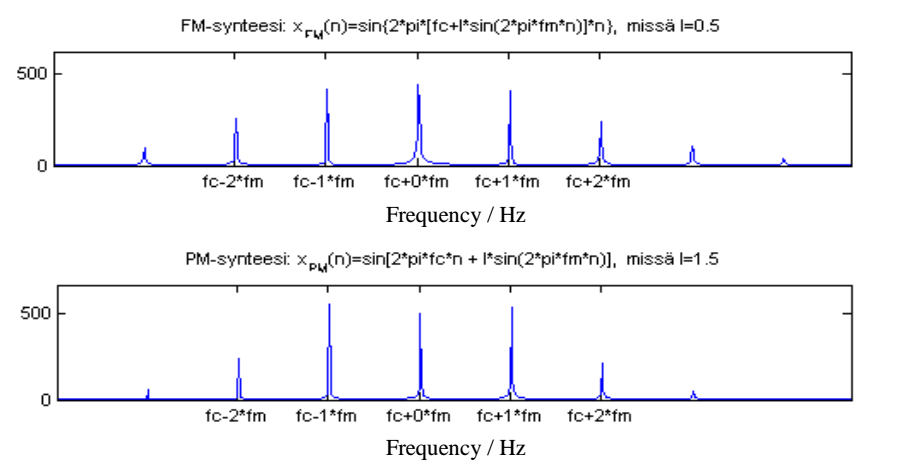 FM-synteesi: x_FM(n)=sin{2*pi*[fc+I*sin(2*pi*fm*n)]*n}, missä I=0.5
500
0
fc-2*fm fc-1*fm fc+0*fm fc+1*fm fc+2*fm
Frequency / Hz
PM-synteesi: x_PM(n)=sin[2*pi*fc*n + I*sin(2*pi*fm*n)], missä I=1.5
500
0
fc-2*fm fc-1*fm fc+0*fm fc+1*fm fc+2*fm
Frequency / Hz